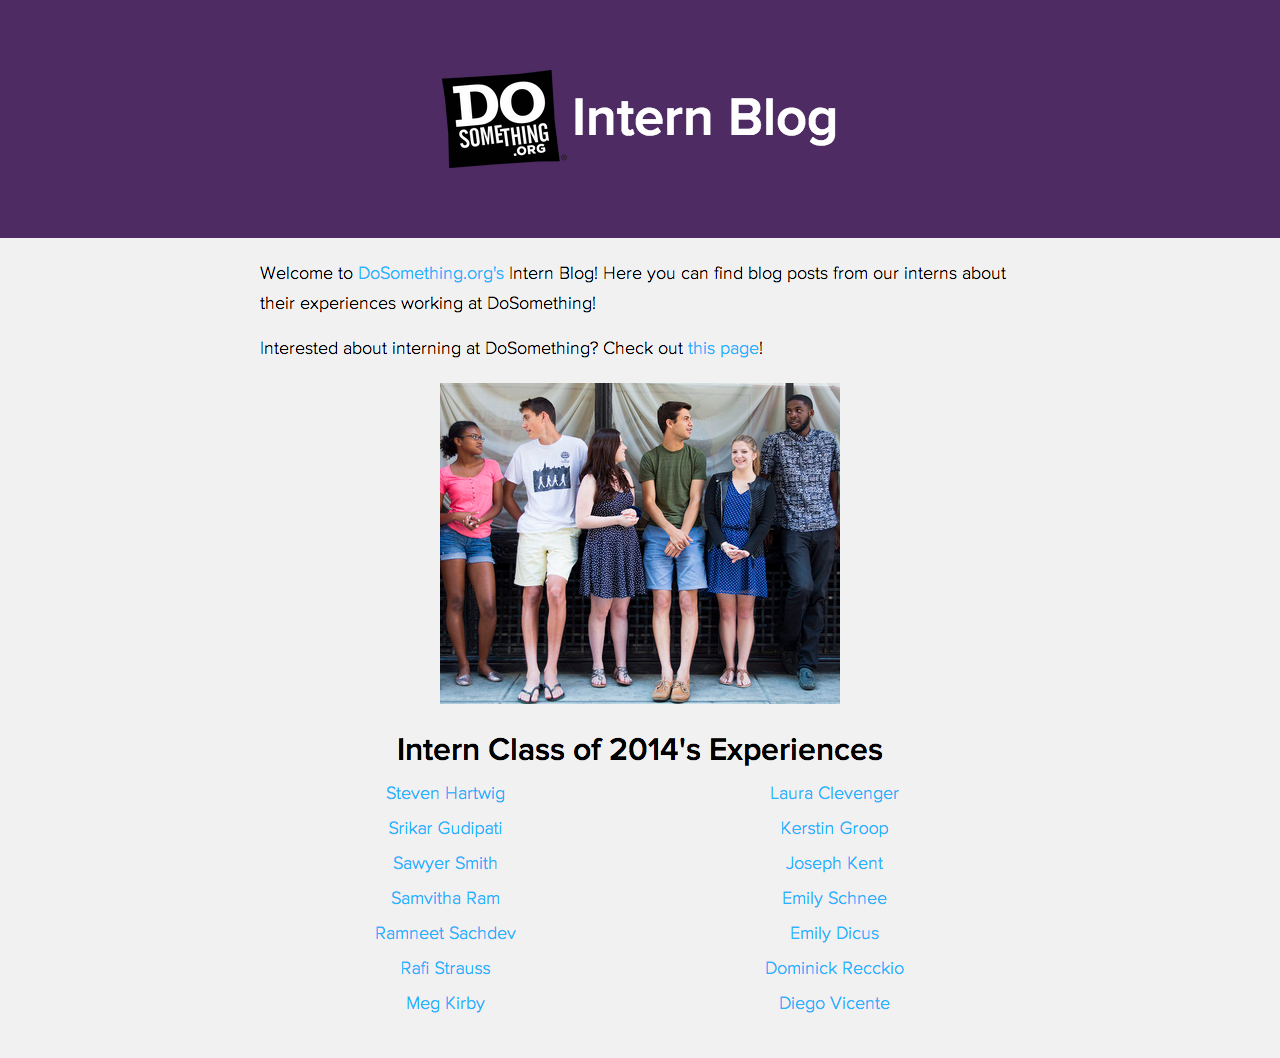 DO
SOMETHING
.ORG
Intern Blog
Welcome to DoSomething.org's Intern Blog! Here you can find blog posts from our interns about
their experiences working at DoSomething!
Interested about interning at DoSomething? Check out this page!
Intern Class of 2014's Experiences
Steven Hartwig
Laura Clevenger
Srikar Gudipati
Kerstin Groop
Sawyer Smith
Joseph Kent
Samvitha Ram
Emily Schnee
Ramneet Sachdev
Emily Dicus
Rafi Strauss
Dominick Recckio
Meg Kirby
Diego Vicente